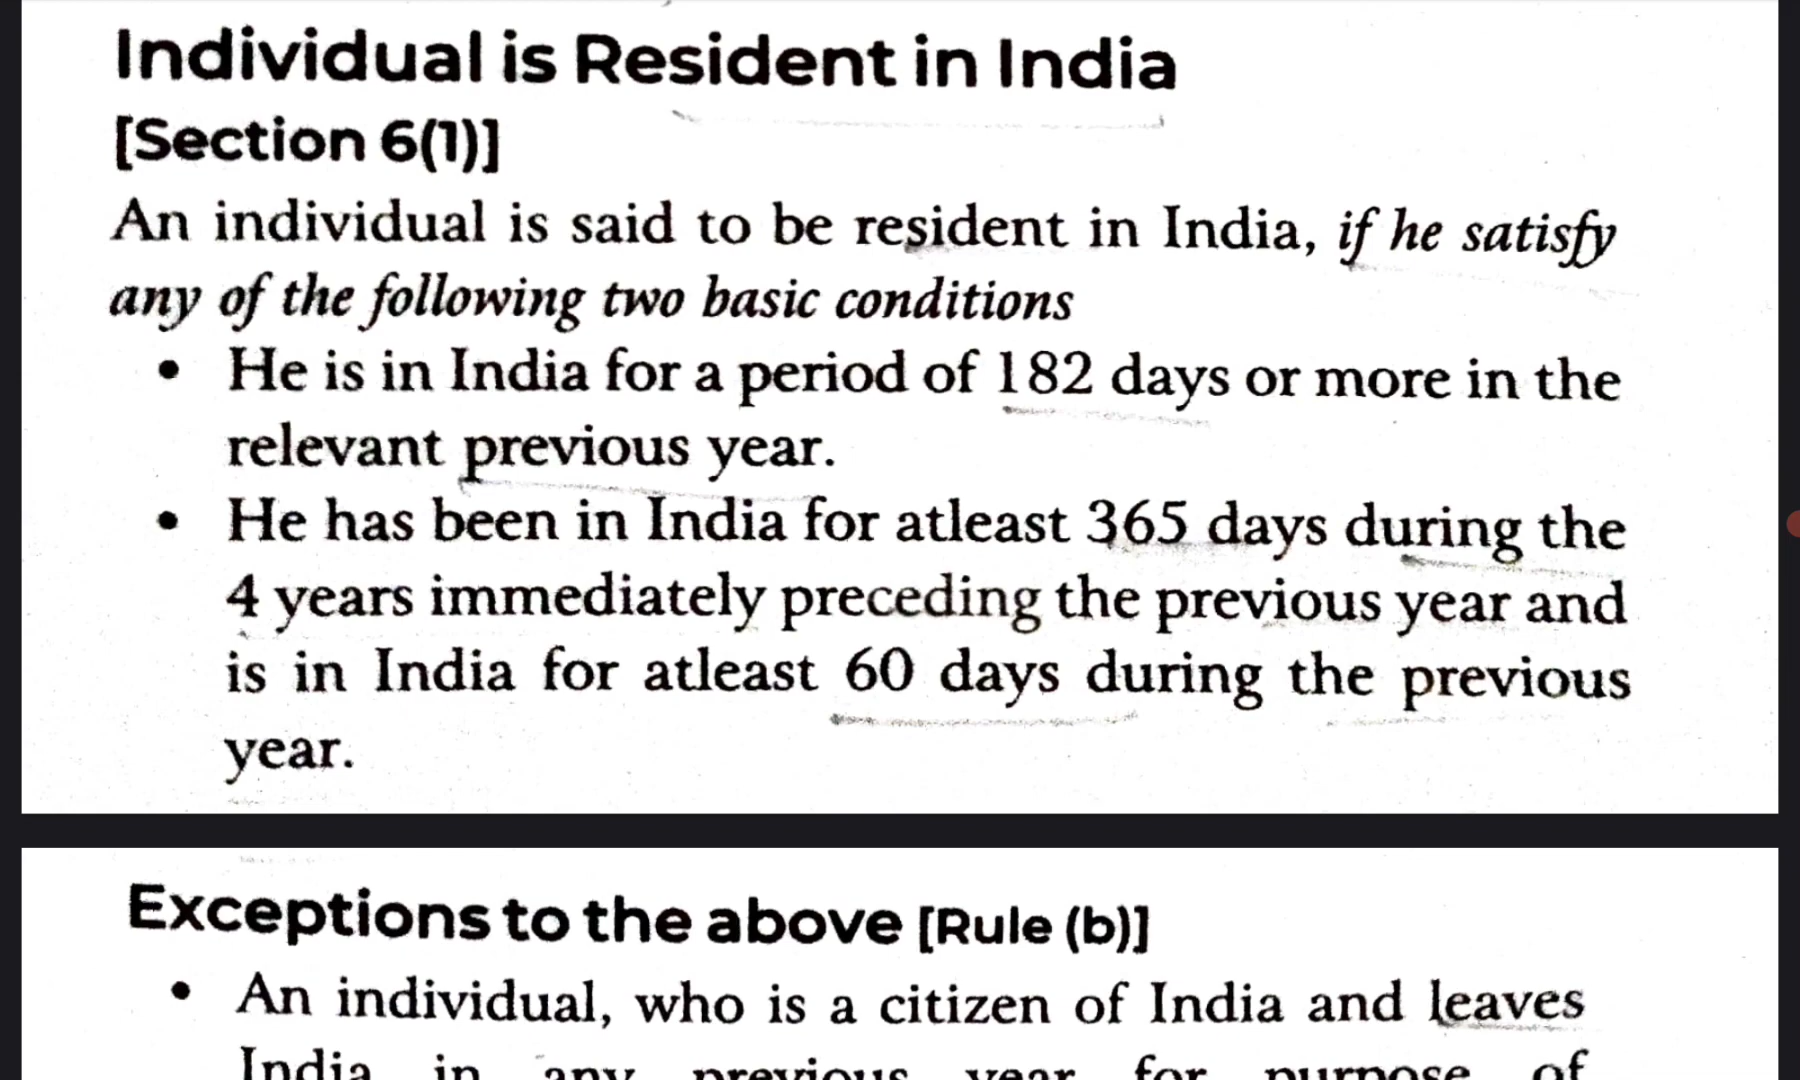 Individual is Resident in India
[Section 6(1)]
An individual is said to be resident in India, if he satisfy
any of the following two basic conditions
• He is in India for a period of 182 days or more in the
relevant previous year.
• He has been in India for atleast 365 days during the
4 years immediately preceding the previous year and
is in India for atleast 60 days during the previous
year.
Exceptions to the above [Rule (b)]
• An individual, who is a citizen of India and leaves
India in any previous year for purpose of